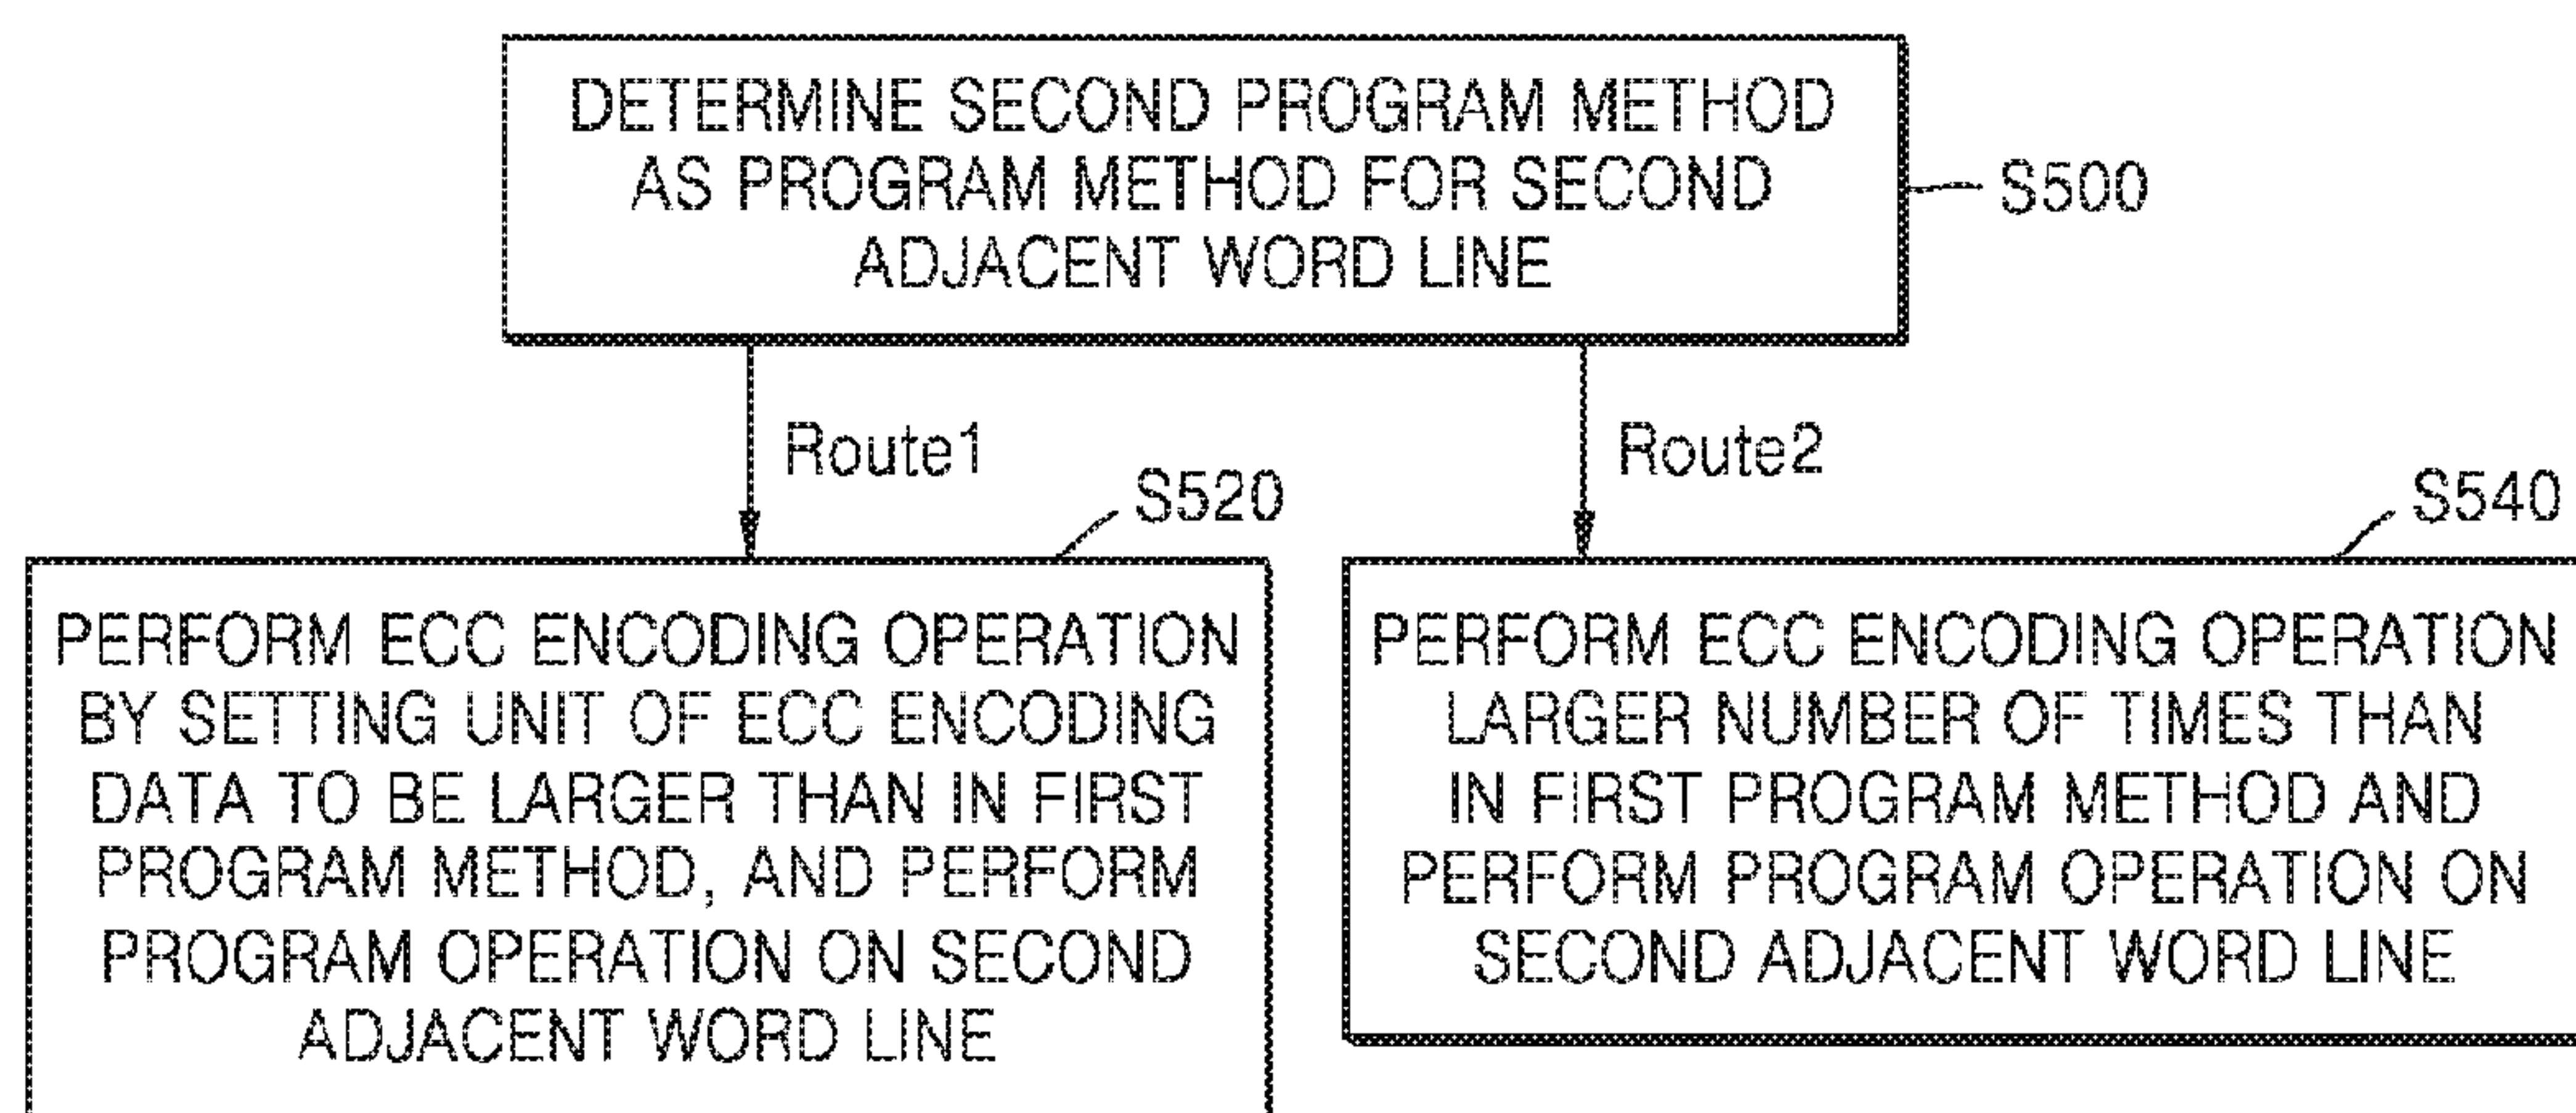 DETERMINE SECOND PROGRAM METHOD
AS PROGRAM METHOD FOR SECOND
ADJACENT WORD LINE
S500
Route1
Route2
S520
S540
PERFORM ECC ENCODING OPERATION
BY SETTING UNIT OF ECC ENCODING
DATA TO BE LARGER THAN IN FIRST
PROGRAM METHOD, AND PERFORM
PROGRAM OPERATION ON SECOND
ADJACENT WORD LINE
PERFORM ECC ENCODING OPERATION
LARGER NUMBER OF TIMES THAN
IN FIRST PROGRAM METHOD AND
PERFORM PROGRAM OPERATION ON
SECOND ADJACENT WORD LINE